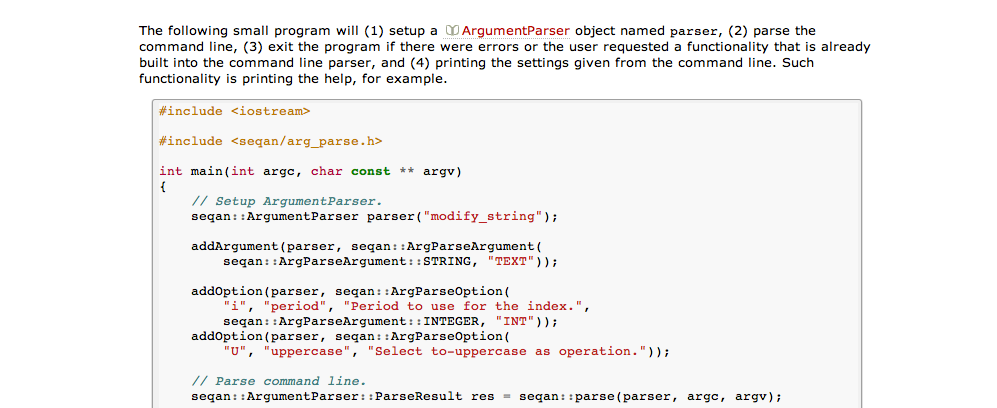 The following small program will (1) setup a ArgumentParser object named parser, (2) parse the
command line, (3) exit the program if there were errors or the user requested a functionality that is already
built into the command line parser, and (4) printing the settings given from the command line. Such
functionality is printing the help, for example.
#include <iostream>
#include <seqan/arg_parse.h>
int main(int argc, char const ** argv)
{
    // Setup ArgumentParser.
    seqan::ArgumentParser parser("modify_string");
    addArgument(parser, seqan::ArgParseArgument(
        seqan::ArgParseArgument::STRING, "TEXT"));
    addOption(parser, seqan::ArgParseOption(
        "i", "period", "Period to use for the index.",
        seqan::ArgParseArgument::INTEGER, "INT"));
    addOption(parser, seqan::ArgParseOption(
        "U", "uppercase", "Select to-uppercase as operation."));
    // Parse command line.
    seqan::ArgumentParser::ParseResult res = seqan::parse(parser, argc, argv);